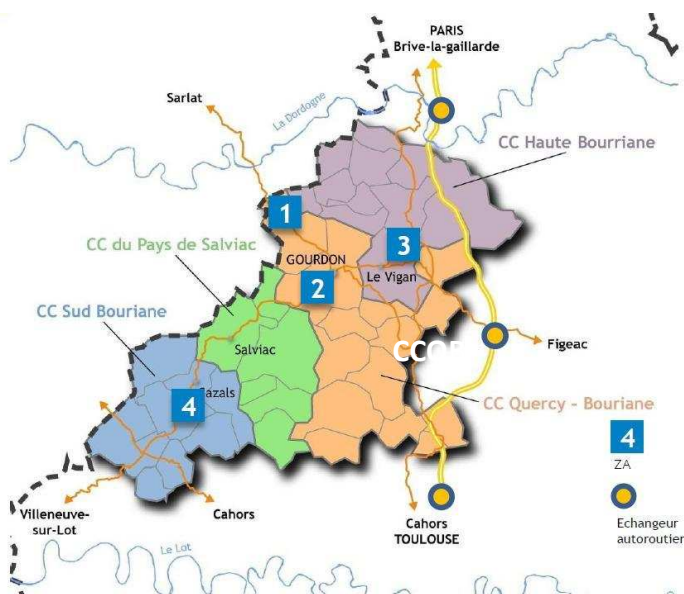 PARIS
Brive-la-gaillarde
Sarlat
La Dordogne
CC Haute Bourriane
1
CC du Pays de Salviac
3
GOURDON
Le Vigan
2
CC Sud Bouriane
Salviac
Figeac
4
CC Quercy - Bouriane
4
ZA
Villeneuve-
sur-Lot
Cahors
Cahors
TOULOUSE
Echangeur
autoroutier
Le Lot